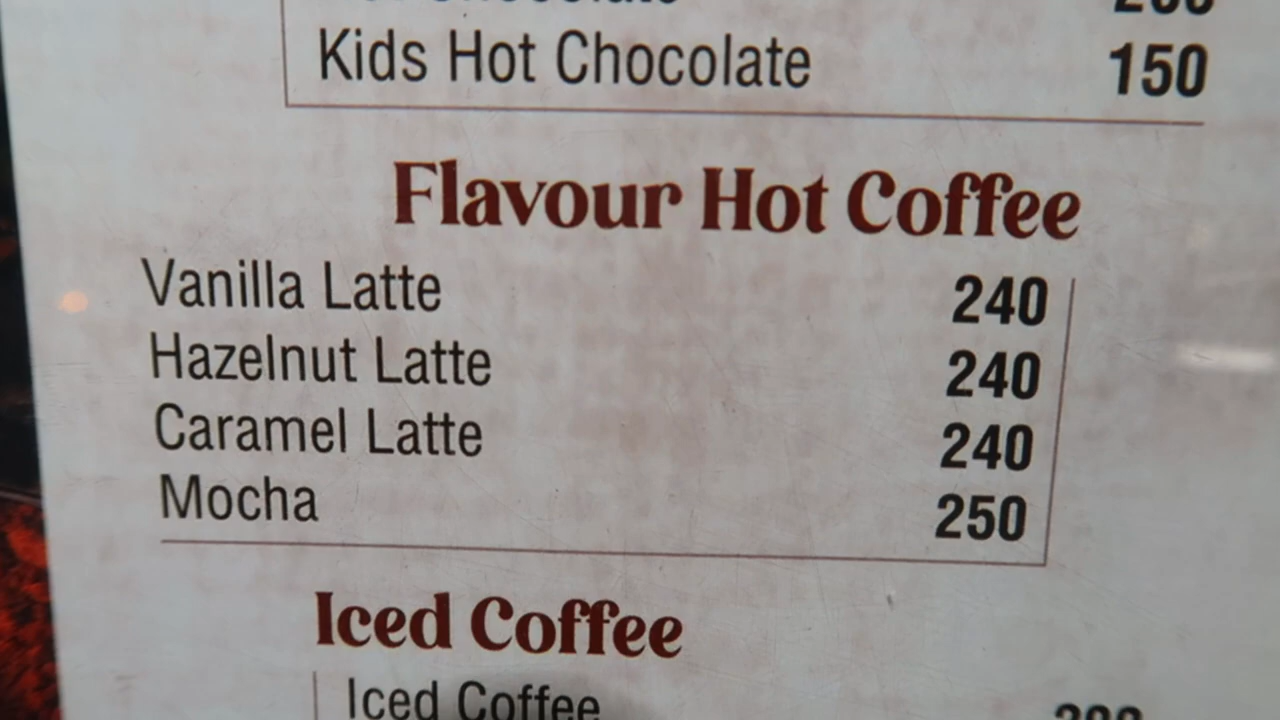 Chocolate
Kids Hot Chocolate 150
Flavour Hot Coffee
Vanilla Latte 240
Hazelnut Latte 240
Caramel Latte 240
Mocha 250
Iced Coffee
Iced Coffee